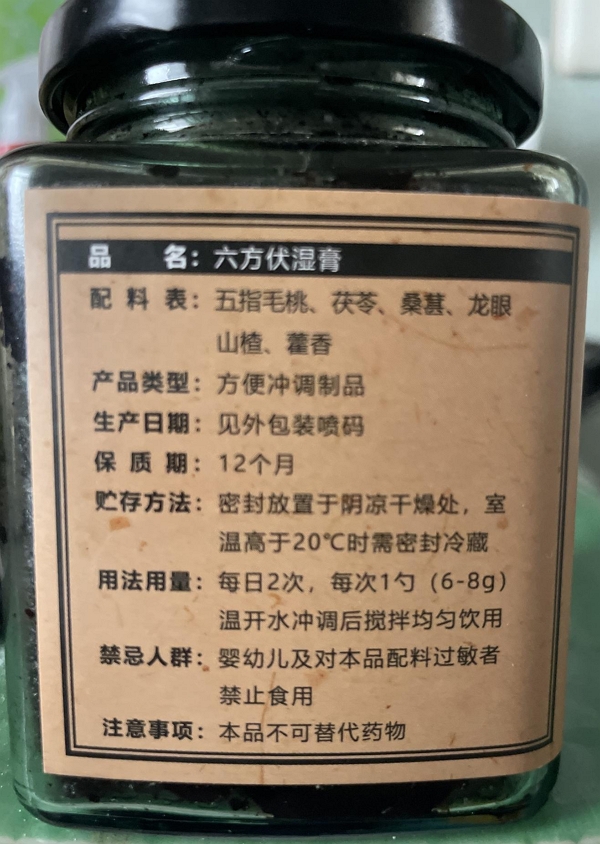 品　　名：六方伏湿膏
配 料 表：五指毛桃、茯苓、桑葚、龙眼
山楂、藿香
产品类型：方便冲调制品
生产日期：见外包装喷码
保 质 期：12个月
贮存方法：密封放置于阴凉干燥处，室
温高于20℃时需密封冷藏
用法用量：每日2次，每次1勺（6-8g）
温开水冲调后搅拌均匀饮用
禁忌人群：婴幼儿及对本品配料过敏者
禁止食用
注意事项：本品不可替代药物